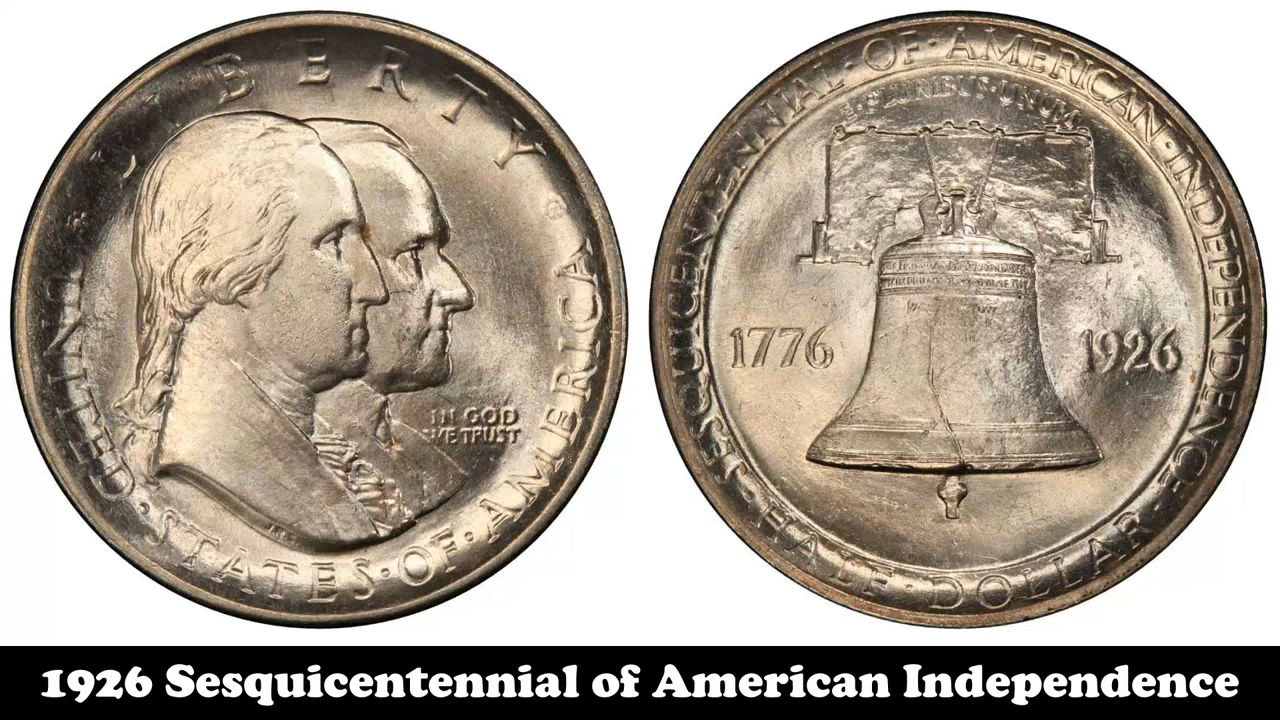 LIBERTY
UNITED·STATES·OF·AMERICA
IN GOD
WE TRUST
SESQUICENTENNIAL·OF·AMERICAN·INDEPENDENCE
E·PLURIBUS·UNUM
1776
1926
HALF·DOLLAR
1926 Sesquicentennial of American Independence